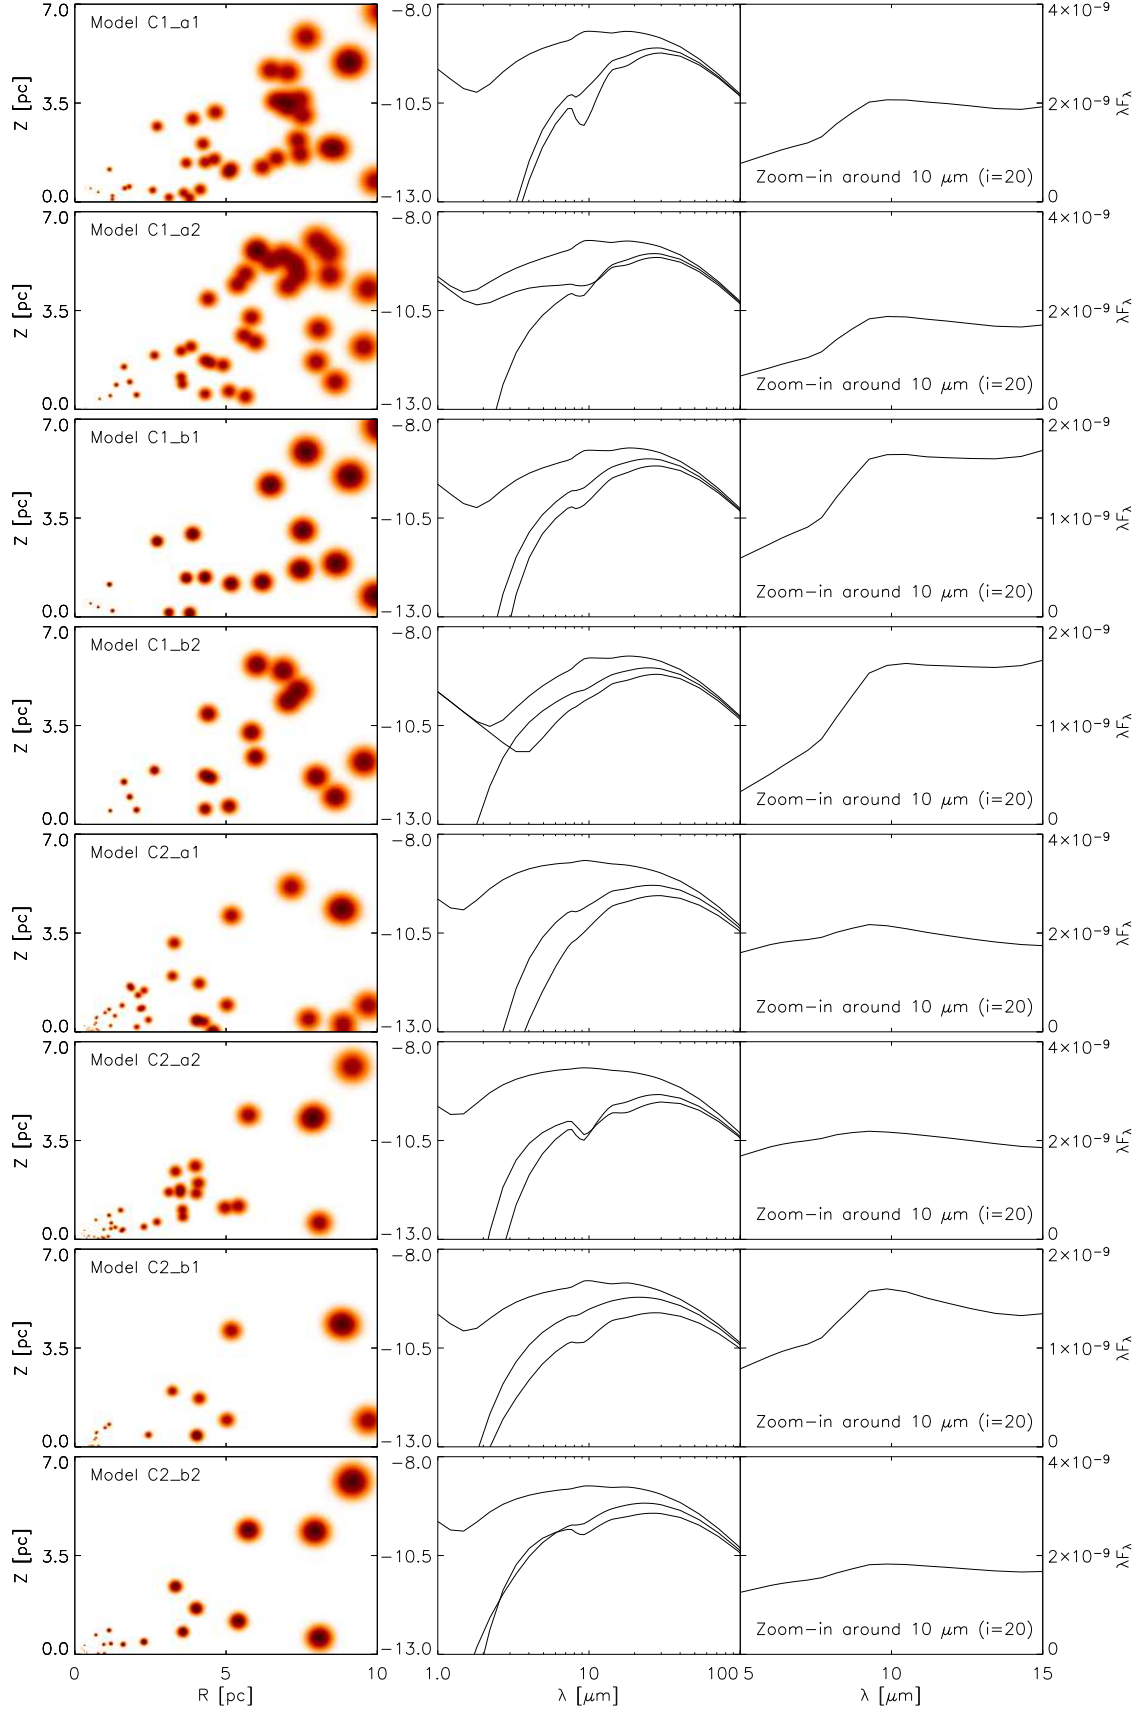 7.0 Model C1_a1 −8.0 4×10−9
Z [pc] 3.5 −10.5 2×10−9 λFλ
Zoom−in around 10 μm (i=20)
0.0 −13.0 0
7.0 Model C1_a2 −8.0 4×10−9
Z [pc] 3.5 −10.5 2×10−9 λFλ
Zoom−in around 10 μm (i=20)
0.0 −13.0 0
7.0 Model C1_b1 −8.0 2×10−9
Z [pc] 3.5 −10.5 1×10−9 λFλ
Zoom−in around 10 μm (i=20)
0.0 −13.0 0
7.0 Model C1_b2 −8.0 2×10−9
Z [pc] 3.5 −10.5 1×10−9 λFλ
Zoom−in around 10 μm (i=20)
0.0 −13.0 0
7.0 Model C2_a1 −8.0 4×10−9
Z [pc] 3.5 −10.5 2×10−9 λFλ
Zoom−in around 10 μm (i=20)
0.0 −13.0 0
7.0 Model C2_a2 −8.0 4×10−9
Z [pc] 3.5 −10.5 2×10−9 λFλ
Zoom−in around 10 μm (i=20)
0.0 −13.0 0
7.0 Model C2_b1 −8.0 2×10−9
Z [pc] 3.5 −10.5 1×10−9 λFλ
Zoom−in around 10 μm (i=20)
0.0 −13.0 0
7.0 Model C2_b2 −8.0 4×10−9
Z [pc] 3.5 −10.5 2×10−9 λFλ
Zoom−in around 10 μm (i=20)
0.0 −13.0 0
0 5 10 1.0 10 100 5 10 15
R [pc] λ [μm] λ [μm]